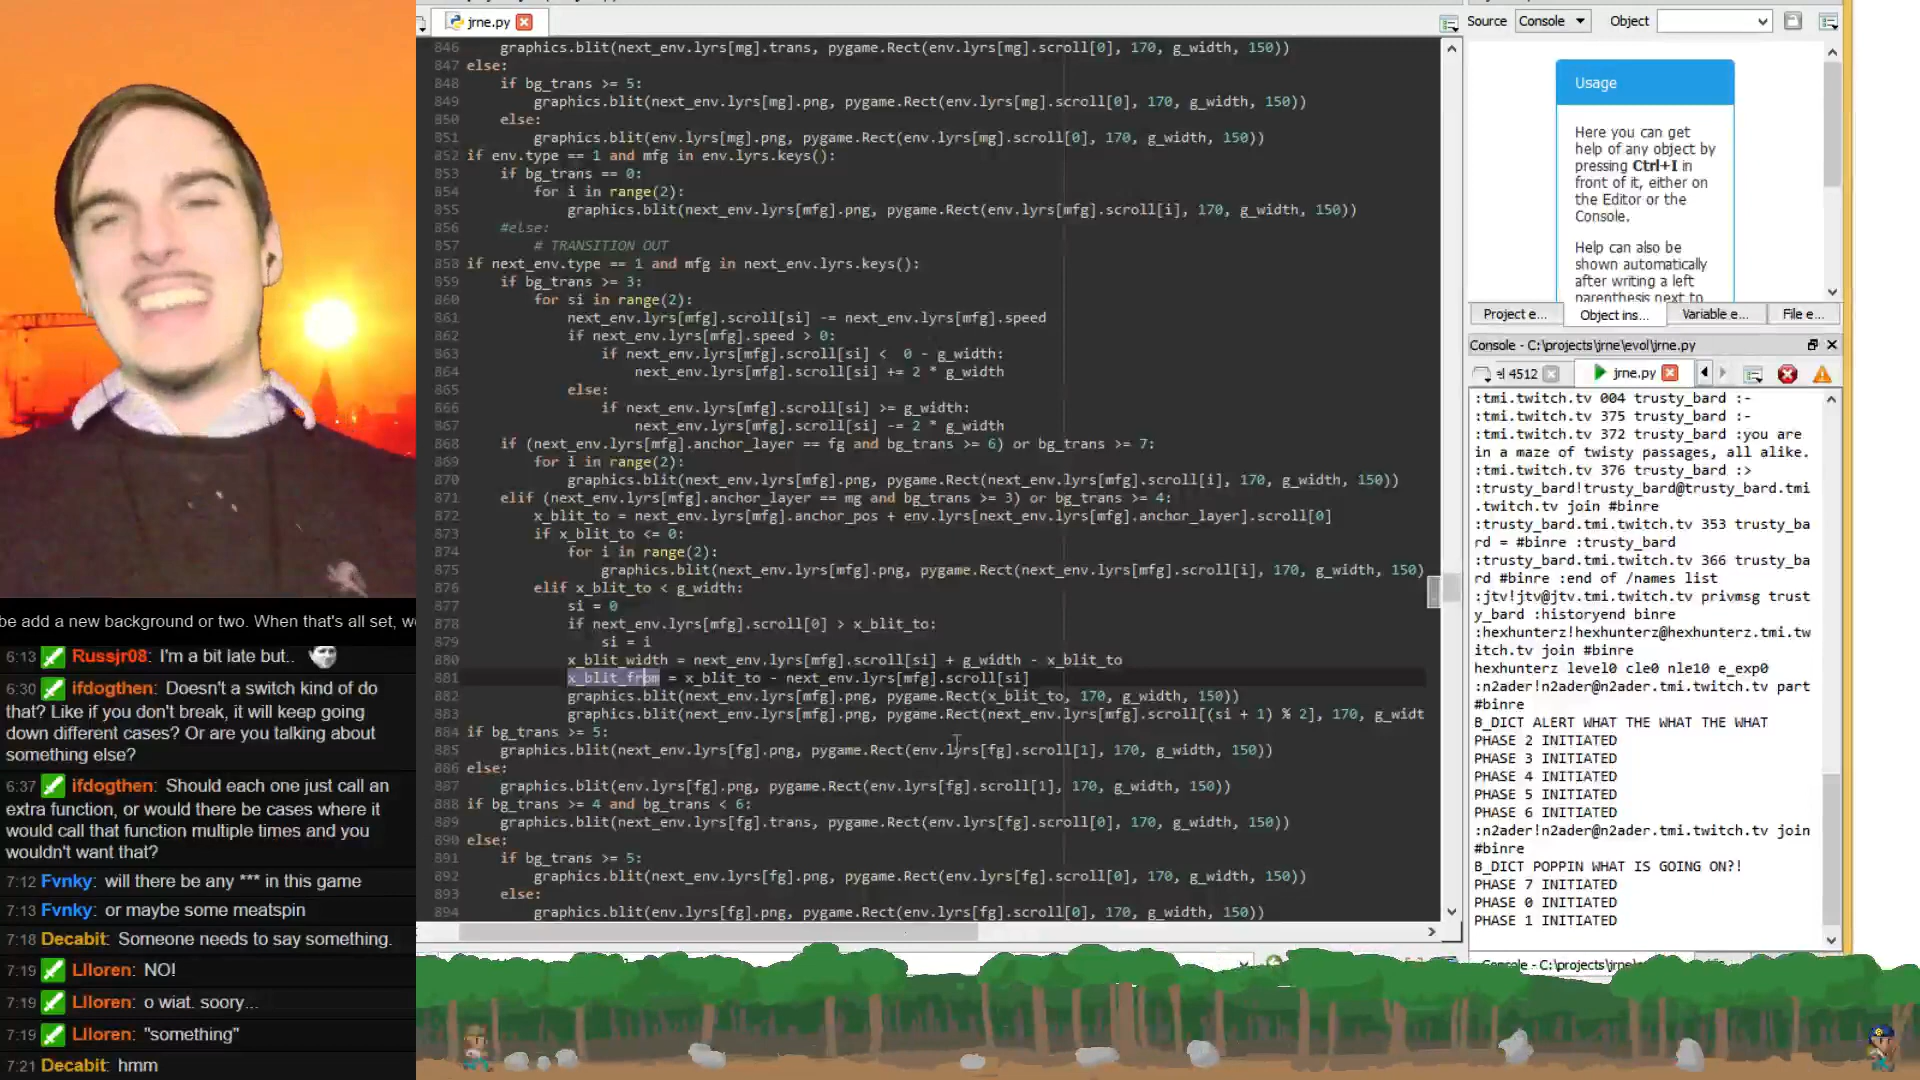 jrne.py
846 graphics.blit(next_env.lyrs[mg].trans, pygame.Rect(env.lyrs[mg].scroll[0], 170, g_width, 150))
847 else:
848 if bg_trans >= 5:
849 graphics.blit(next_env.lyrs[mg].png, pygame.Rect(env.lyrs[mg].scroll[0], 170, g_width, 150))
850 else:
851 graphics.blit(env.lyrs[mg].png, pygame.Rect(env.lyrs[mg].scroll[0], 170, g_width, 150))
852 if env.type == 1 and mfg in env.lyrs.keys():
853 if bg_trans == 0:
854 for i in range(2):
855 graphics.blit(next_env.lyrs[mfg].png, pygame.Rect(env.lyrs[mfg].scroll[i], 170, g_width, 150))
856 #else:
857 # TRANSITION OUT
858 if next_env.type == 1 and mfg in next_env.lyrs.keys():
859 if bg_trans >= 3:
860 for si in range(2):
861 next_env.lyrs[mfg].scroll[si] -= next_env.lyrs[mfg].speed
862 if next_env.lyrs[mfg].speed > 0:
863 if next_env.lyrs[mfg].scroll[si] <  0 - g_width:
864 next_env.lyrs[mfg].scroll[si] += 2 * g_width
865 else:
866 if next_env.lyrs[mfg].scroll[si] >= g_width:
867 next_env.lyrs[mfg].scroll[si] -= 2 * g_width
868 if (next_env.lyrs[mfg].anchor_layer == fg and bg_trans >= 6) or bg_trans >= 7:
869 for i in range(2):
870 graphics.blit(next_env.lyrs[mfg].png, pygame.Rect(next_env.lyrs[mfg].scroll[i], 170, g_width, 150))
871 elif (next_env.lyrs[mfg].anchor_layer == mg and bg_trans >= 3) or bg_trans >= 4:
872 x_blit_to = next_env.lyrs[mfg].anchor_pos + env.lyrs[next_env.lyrs[mfg].anchor_layer].scroll[0]
873 if x_blit_to <= 0:
874 for i in range(2):
875 graphics.blit(next_env.lyrs[mfg].png, pygame.Rect(next_env.lyrs[mfg].scroll[i], 170, g_width, 150)
876 elif x_blit_to < g_width:
877 si = 0
878 if next_env.lyrs[mfg].scroll[0] > x_blit_to:
879 si = i
880 x_blit_width = next_env.lyrs[mfg].scroll[si] + g_width - x_blit_to
881 x_blit_from = x_blit_to - next_env.lyrs[mfg].scroll[si]
882 graphics.blit(next_env.lyrs[mfg].png, pygame.Rect(x_blit_to, 170, g_width, 150))
883 graphics.blit(next_env.lyrs[mfg].png, pygame.Rect(next_env.lyrs[mfg].scroll[(si + 1) % 2], 170, g_widt
884 if bg_trans >= 5:
885 graphics.blit(next_env.lyrs[fg].png, pygame.Rect(env.lyrs[fg].scroll[1], 170, g_width, 150))
886 else:
887 graphics.blit(env.lyrs[fg].png, pygame.Rect(env.lyrs[fg].scroll[1], 170, g_width, 150))
888 if bg_trans >= 4 and bg_trans < 6:
889 graphics.blit(next_env.lyrs[fg].trans, pygame.Rect(env.lyrs[fg].scroll[0], 170, g_width, 150))
890 else:
891 if bg_trans >= 5:
892 graphics.blit(next_env.lyrs[fg].png, pygame.Rect(env.lyrs[fg].scroll[0], 170, g_width, 150))
893 else:
894 graphics.blit(env.lyrs[fg].png, pygame.Rect(env.lyrs[fg].scroll[0], 170, g_width, 150))
Source Console Object
Usage
Here you can get
help of any object by
pressing Ctrl+I in
front of it, either on
the Editor or the
Console.
Help can also be
shown automatically
after writing a left
parenthesis next to
Project e... Object ins... Variable e... File e...
Console - C:\projects\jrne\evol\jrne.py
el 4512 jrne.py
:tmi.twitch.tv 004 trusty_bard :-
:tmi.twitch.tv 375 trusty_bard :-
:tmi.twitch.tv 372 trusty_bard :you are
in a maze of twisty passages, all alike.
:tmi.twitch.tv 376 trusty_bard :>
:trusty_bard!trusty_bard@trusty_bard.tmi
.twitch.tv join #binre
:trusty_bard.tmi.twitch.tv 353 trusty_ba
rd = #binre :trusty_bard
:trusty_bard.tmi.twitch.tv 366 trusty_ba
rd #binre :end of /names list
:jtv!jtv@jtv.tmi.twitch.tv privmsg trust
y_bard :historyend binre
:hexhunterz!hexhunterz@hexhunterz.tmi.tw
itch.tv join #binre
hexhunterz level0 cle0 nle10 e_exp0
:n2ader!n2ader@n2ader.tmi.twitch.tv part
#binre
B_DICT ALERT WHAT THE WHAT THE WHAT
PHASE 2 INITIATED
PHASE 3 INITIATED
PHASE 4 INITIATED
PHASE 5 INITIATED
PHASE 6 INITIATED
:n2ader!n2ader@n2ader.tmi.twitch.tv join
#binre
B_DICT POPPIN WHAT IS GOING ON?!
PHASE 7 INITIATED
PHASE 0 INITIATED
PHASE 1 INITIATED
be add a new background or two. When that's all set, we
6:13 Russjr08: I'm a bit late but..
6:30 ifdogthen: Doesn't a switch kind of do
that? Like if you don't break, it will keep going
down different cases? Or are you talking about
something else?
6:37 ifdogthen: Should each one just call an
extra function, or would there be cases where it
would call that function multiple times and you
wouldn't want that?
7:12 Fvnky: will there be any *** in this game
7:13 Fvnky: or maybe some meatspin
7:18 Decabit: Someone needs to say something.
7:19 Llloren: NO!
7:19 Llloren: o wiat. soory...
7:19 Llloren: "something"
7:21 Decabit: hmm